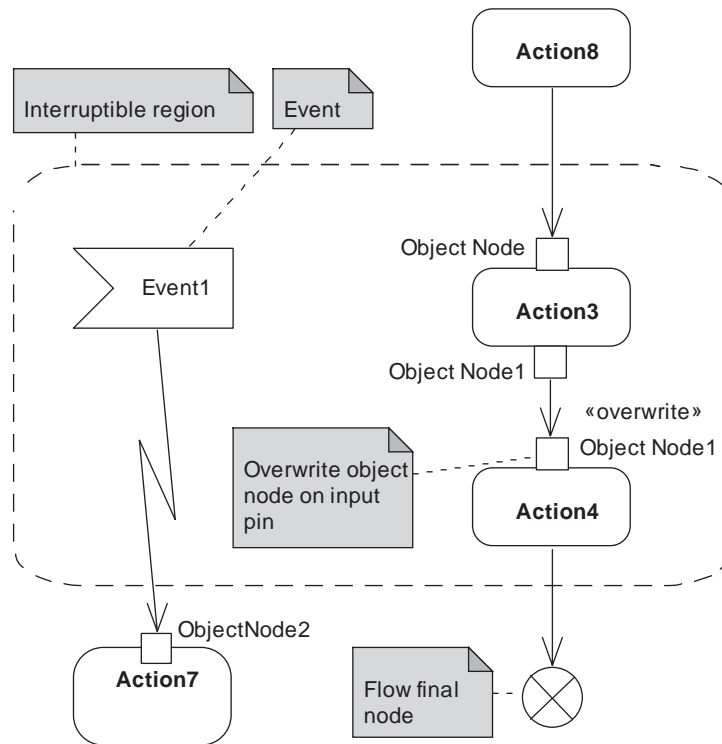 Action8
Interruptible region
Event
Object Node
Event1
Action3
Object Node1
«overwrite»
Object Node1
Overwrite object
node on input
pin
Action4
ObjectNode2
Action7
Flow final
node